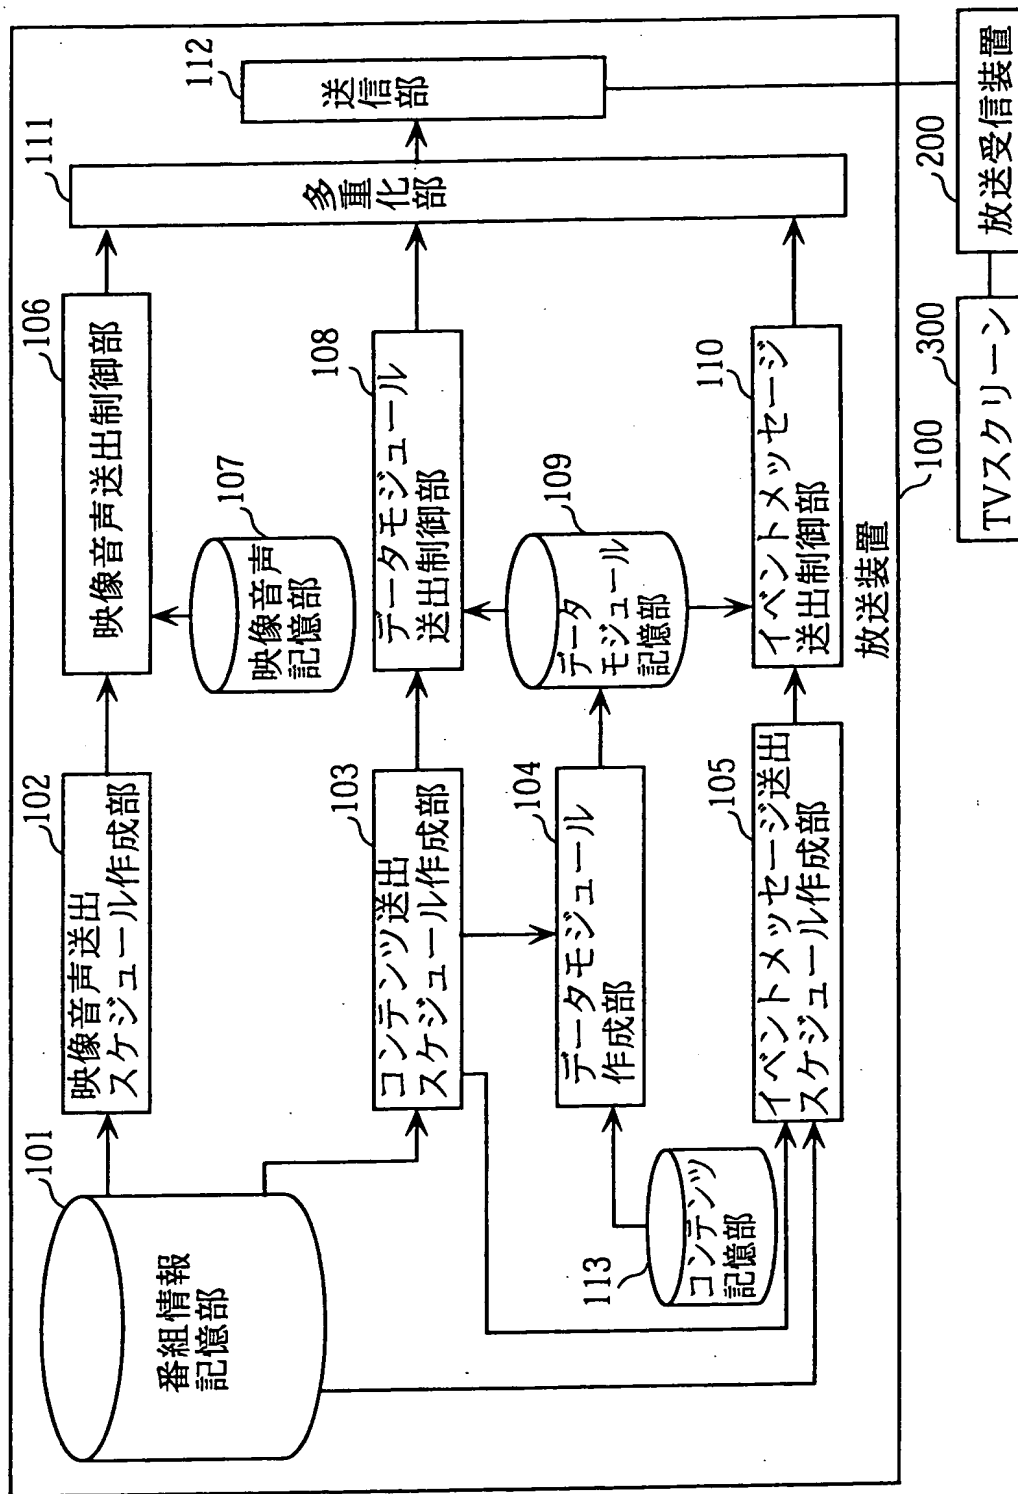 101
番組情報
記憶部
102
映像音声送出
スケジュール作成部
106
映像音声送出制御部
107
映像音声
記憶部
103
コンテンツ送出
スケジュール作成部
108
データモジュール
送出制御部
104
データモジュール
作成部
109
データ
モジュール
記憶部
113
コンテンツ
記憶部
105
イベントメッセージ送出
スケジュール作成部
110
イベントメッセージ
送出制御部
111
多重化部
112
送信部
放送装置
100
200
放送受信装置
300
TVスクリーン